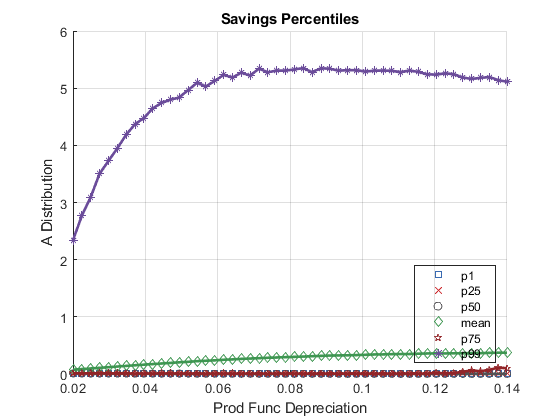 Savings Percentiles
6
5
4
3
2
1
0
A Distribution
p1
p25
p50
mean
p75
p99
0.02
0.04
0.06
0.08
0.1
0.12
0.14
Prod Func Depreciation